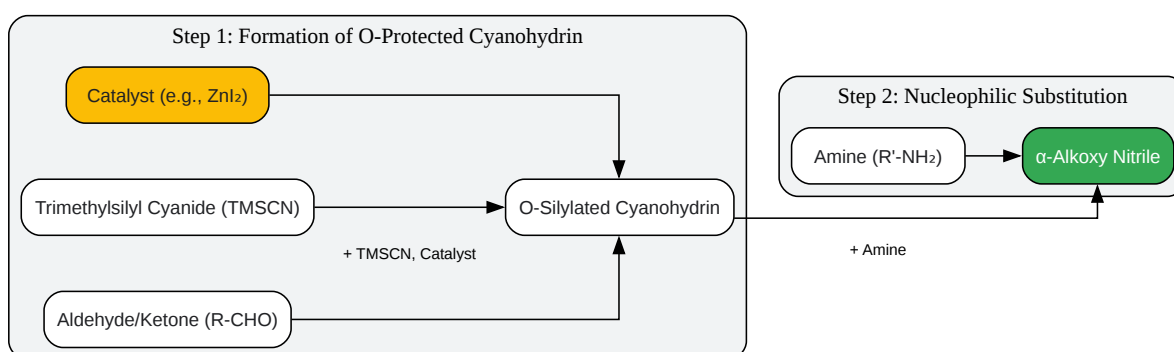 Step 1: Formation of O-Protected Cyanohydrin
Catalyst (e.g., ZnI₂)
Trimethylsilyl Cyanide (TMSCN)
O-Silylated Cyanohydrin
+ TMSCN, Catalyst
Aldehyde/Ketone (R-CHO)
Step 2: Nucleophilic Substitution
Amine (R'-NH₂)
α-Alkoxy Nitrile
+ Amine